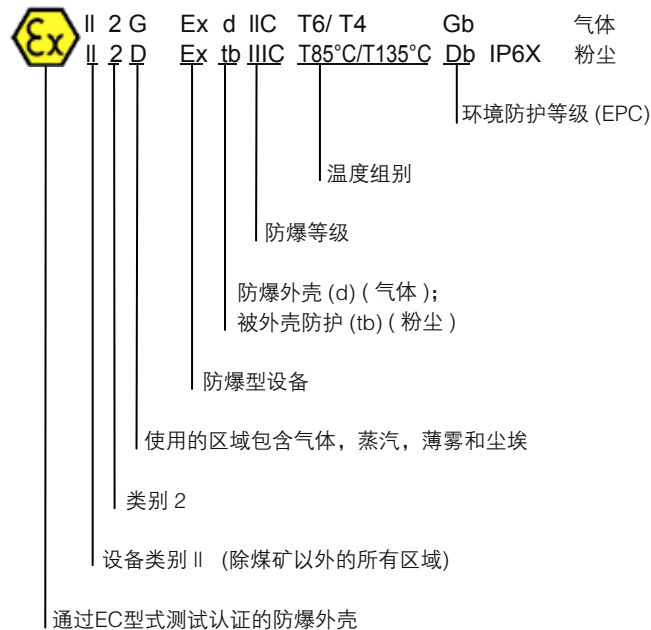 Ex II 2 G Ex d IIC T6/ T4 Gb 气体
II 2 D Ex tb IIIC T85°C/T135°C Db IP6X 粉尘
环境防护等级 (EPC)
温度组别
防爆等级
防爆外壳 (d) ( 气体 );
被外壳防护 (tb) ( 粉尘 )
防爆型设备
使用的区域包含气体，蒸汽，薄雾和尘埃
类别 2
设备类别 II (除煤矿以外的所有区域)
通过EC型式测试认证的防爆外壳